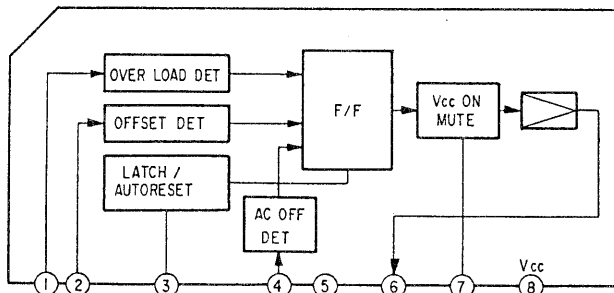 OVER LOAD DET
OFFSET DET
LATCH /
AUTORESET
AC OFF
DET
F/F
Vcc ON
MUTE
Vcc
1 2 3 4 5 6 7 8